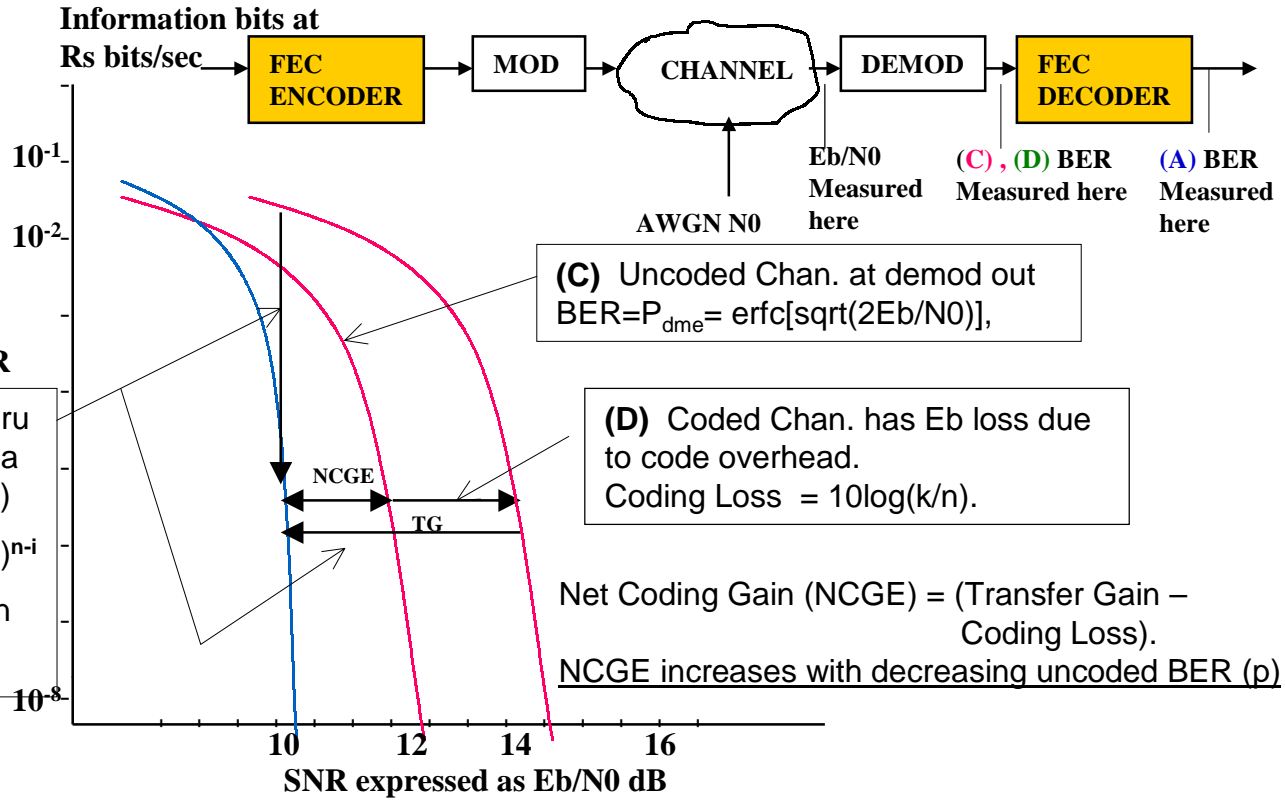 Information bits at
Rs bits/sec
FEC
ENCODER
MOD
CHANNEL
DEMOD
FEC
DECODER
Eb/N0
Measured
here
(C) , (D) BER
Measured here
(A) BER
Measured
here
AWGN N0
10-1
10-2
(C) Uncoded Chan. at demod out
BER=Pdme= erfc[sqrt(2Eb/N0)],
R
ru
a
)
)n-i
n
(D) Coded Chan. has Eb loss due
to code overhead.
Coding Loss = 10log(k/n).
NCGE
TG
Net Coding Gain (NCGE) = (Transfer Gain –
Coding Loss).
NCGE increases with decreasing uncoded BER (p)
10-8
10 12 14 16
SNR expressed as Eb/N0 dB